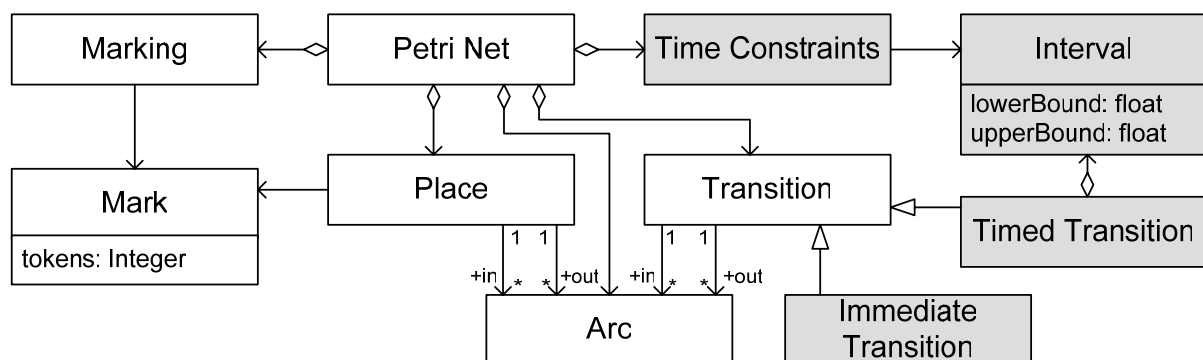 Marking
Petri Net
Time Constraints
Interval
lowerBound: float
upperBound: float
Mark
tokens: Integer
Place
Transition
Timed Transition
1
1
1
1
+in
*
*
+out
+in
*
*
+out
Arc
Immediate
Transition